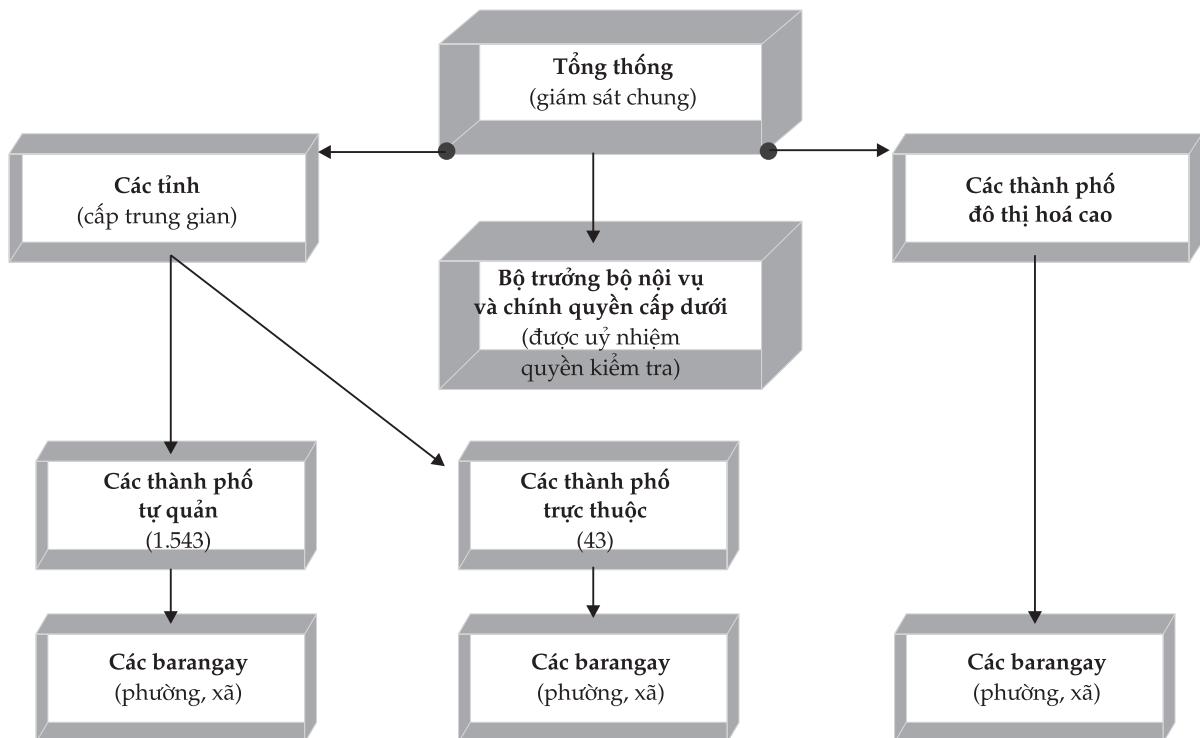 Tổng thống
(giám sát chung)
Các tỉnh
(cấp trung gian)
Các thành phố
đô thị hoá cao
Bộ trưởng bộ nội vụ
và chính quyền cấp dưới
(được uỷ nhiệm
quyền kiểm tra)
Các thành phố
tự quản
(1.543)
Các thành phố
trực thuộc
(43)
Các barangay
(phường, xã)
Các barangay
(phường, xã)
Các barangay
(phường, xã)